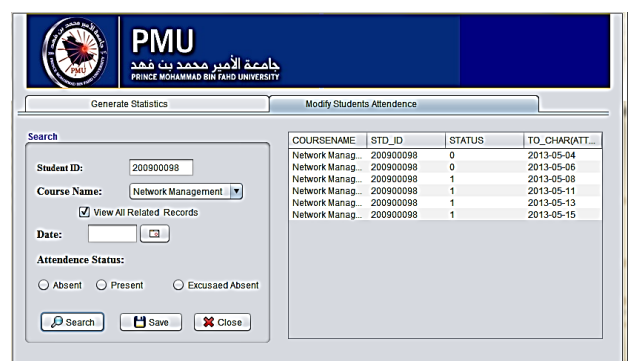 PMU
جامعة الأمير محمد بن فهد
PRINCE MOHAMMAD BIN FAHD UNIVERSITY
PMU
Generate Statistics
Modify Students Attendence
Search
Student ID: 200900098
Course Name: Network Management
View All Related Records
Date:
Attendence Status:
Absent Present Excusaed Absent
Search Save Close
COURSENAME STD_ID STATUS TO_CHAR(ATT...
Network Manag... 200900098 0 2013-05-04
Network Manag... 200900098 0 2013-05-06
Network Manag... 200900098 1 2013-05-08
Network Manag... 200900098 1 2013-05-11
Network Manag... 200900098 1 2013-05-13
Network Manag... 200900098 1 2013-05-15